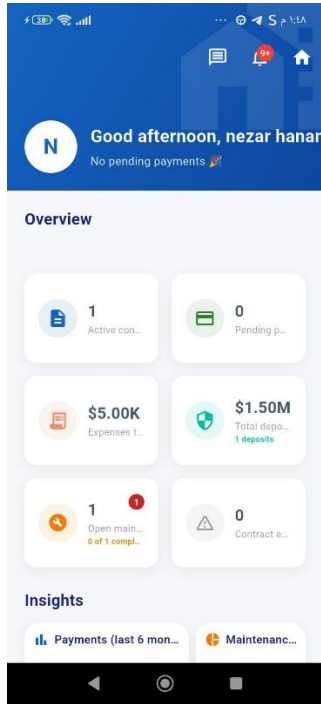 38
S م ١:٤٨
9+
N
Good afternoon, nezar hanan
No pending payments 🎉
Overview
1
Active con...
0
Pending p...
$5.00K
Expenses t...
$1.50M
Total depo...
1 deposits
1
1
Open main...
0 of 1 compl...
0
Contract e...
Insights
Payments (last 6 mon...
Maintenanc...